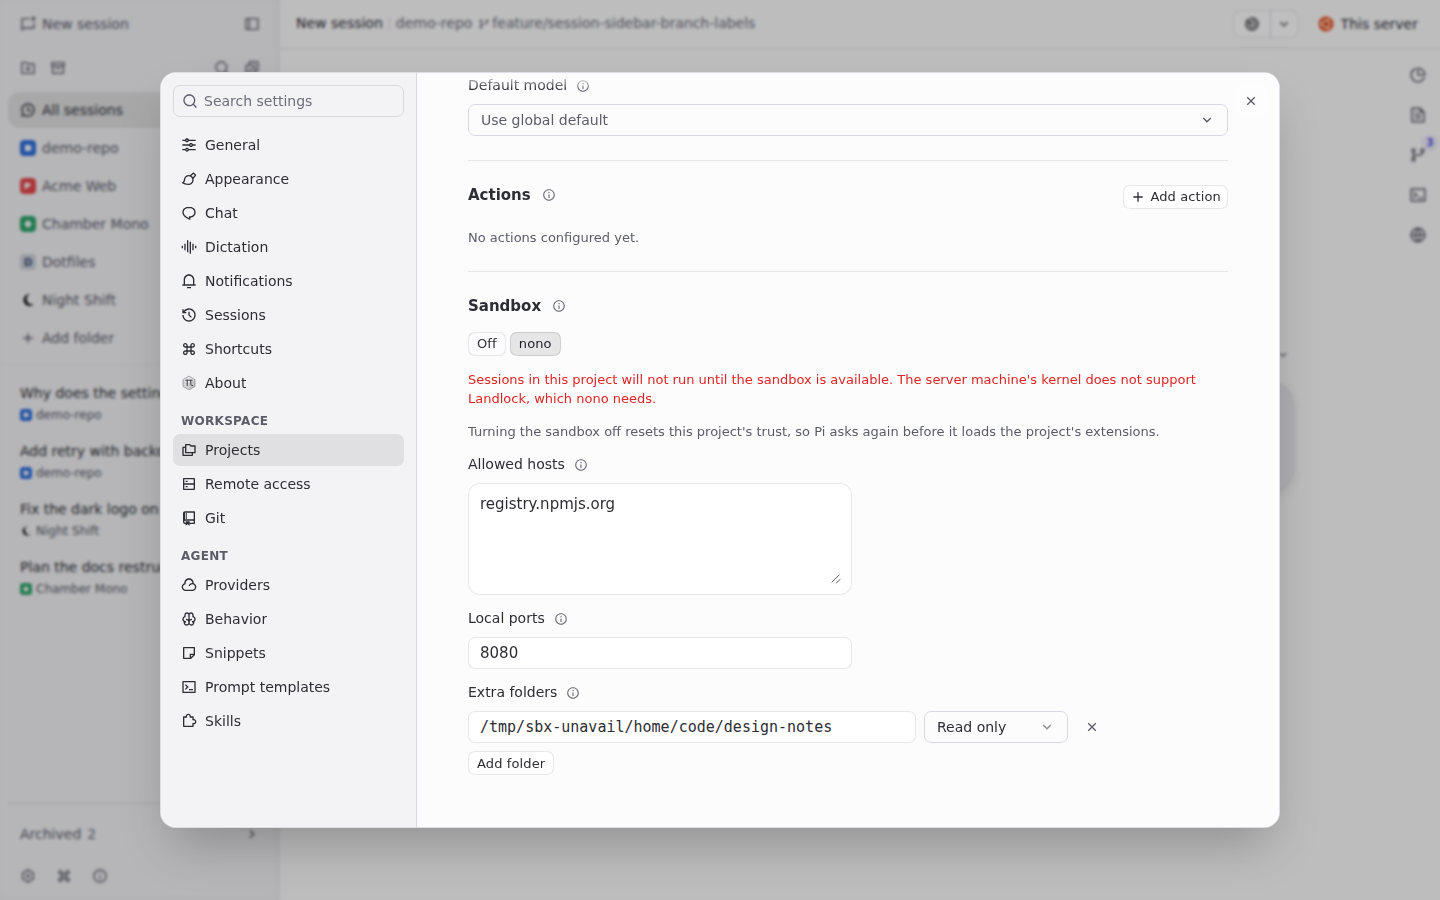 New session
New session demo-repo feature/session-sidebar-branch-labels
This server
All sessions
demo-repo
Acme Web
Chamber Mono
D Dotfiles
Night Shift
Add folder
Why does the settin
demo-repo
Add retry with backo
demo-repo
Fix the dark logo on
Night Shift
Plan the docs restru
Chamber Mono
Archived 2
3
Search settings
General
Appearance
Chat
Dictation
Notifications
Sessions
Shortcuts
About
WORKSPACE
Projects
Remote access
Git
AGENT
Providers
Behavior
Snippets
Prompt templates
Skills
Default model
Use global default
Actions
Add action
No actions configured yet.
Sandbox
Off nono
Sessions in this project will not run until the sandbox is available. The server machine's kernel does not support
Landlock, which nono needs.
Turning the sandbox off resets this project's trust, so Pi asks again before it loads the project's extensions.
Allowed hosts
registry.npmjs.org
Local ports
8080
Extra folders
/tmp/sbx-unavail/home/code/design-notes Read only
Add folder